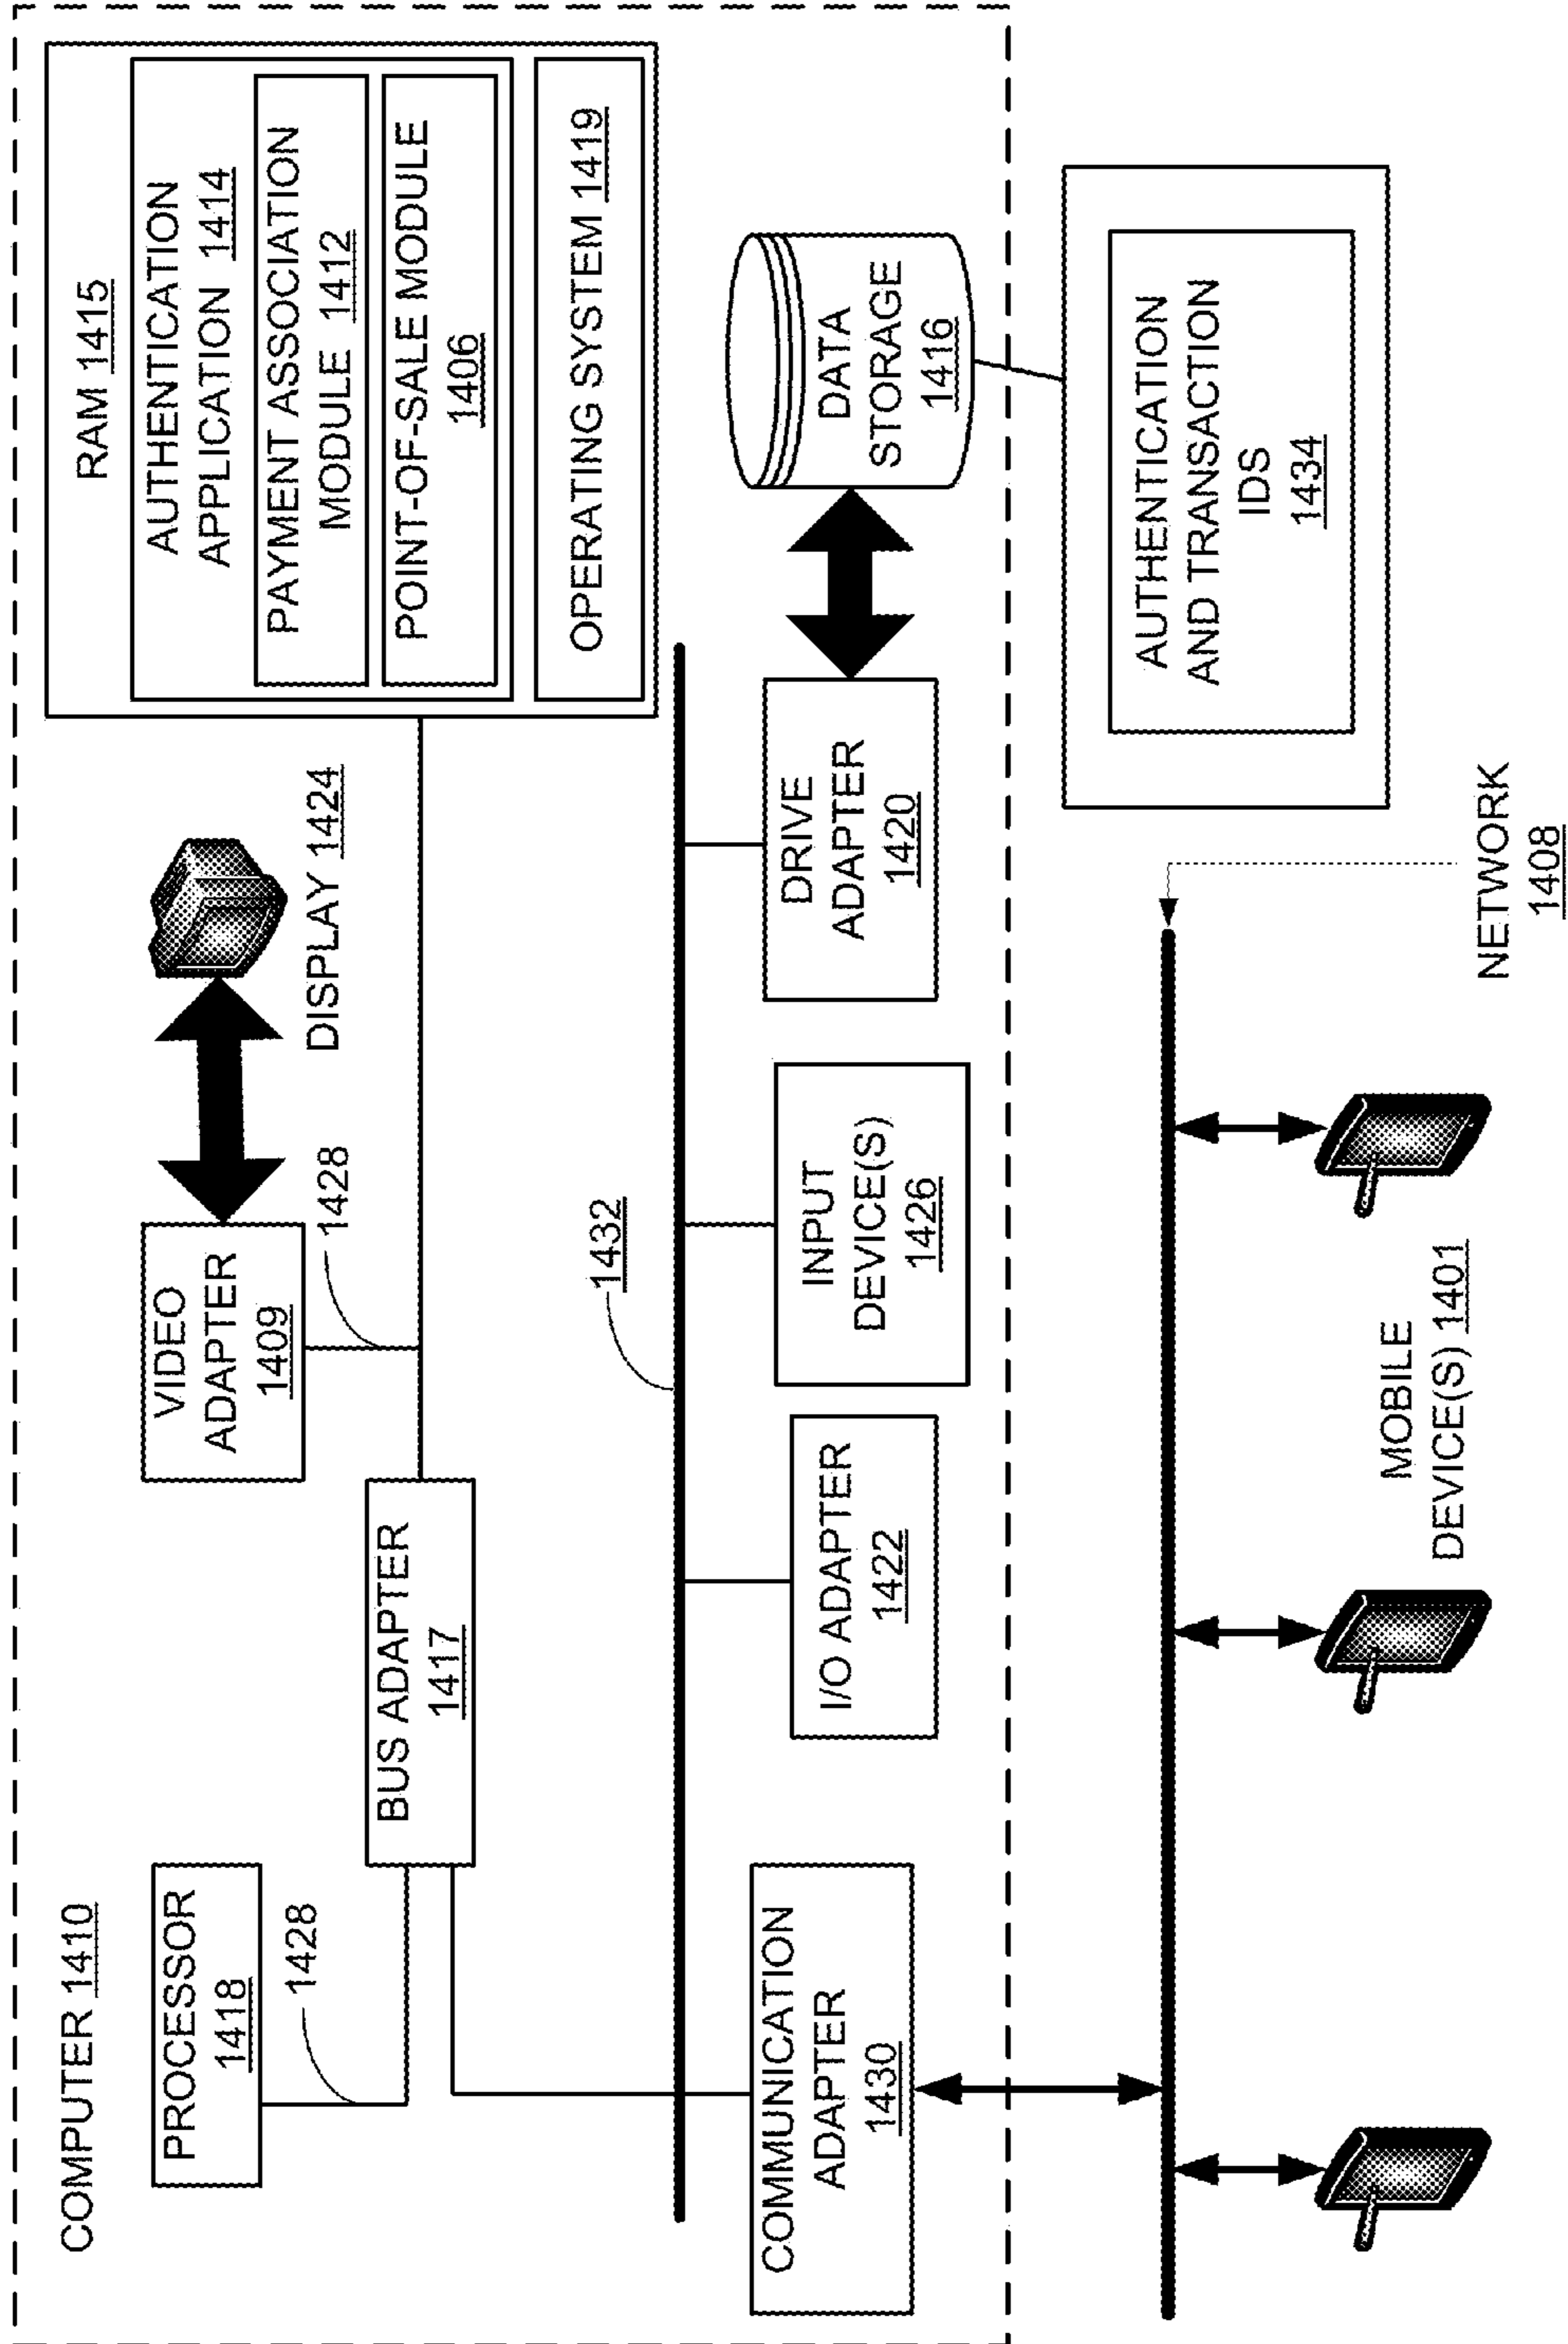 COMPUTER 1410
PROCESSOR
1418
1428
BUS ADAPTER
1417
VIDEO
ADAPTER
1409
1428
DISPLAY 1424
RAM 1415
AUTHENTICATION
APPLICATION 1414
PAYMENT ASSOCIATION
MODULE 1412
POINT-OF-SALE MODULE
1406
OPERATING SYSTEM 1419
1432
COMMUNICATION
ADAPTER
1430
I/O ADAPTER
1422
INPUT
DEVICE(S)
1426
DRIVE
ADAPTER
1420
DATA
STORAGE
1416
AUTHENTICATION
AND TRANSACTION
IDS
1434
MOBILE
DEVICE(S) 1401
NETWORK
1408